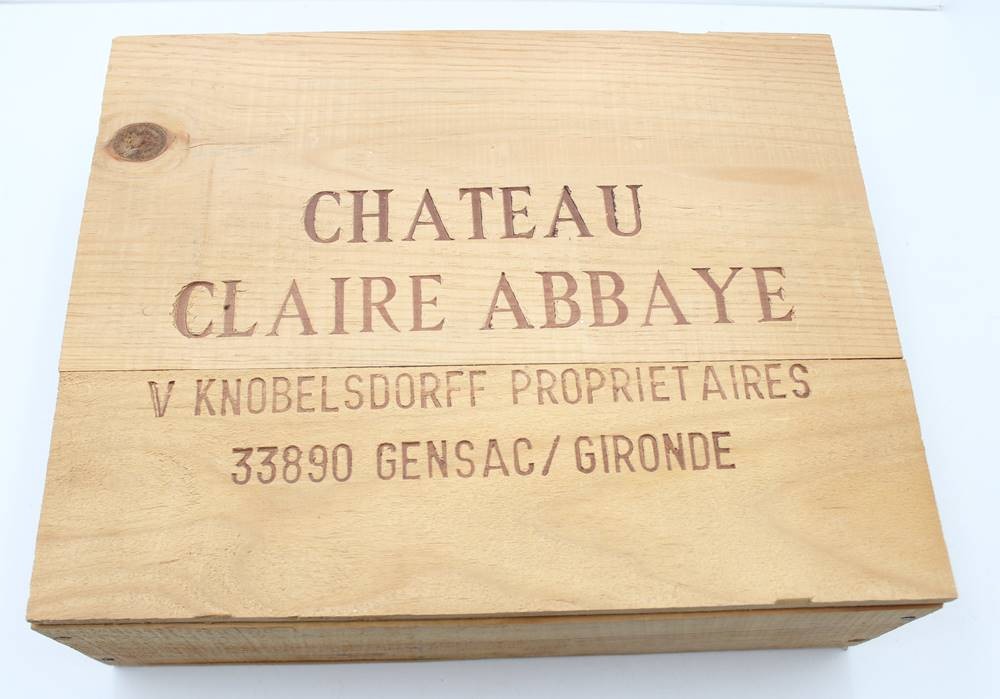 CHATEAU
CLAIRE ABBAYE
V KNOBELSDORFF PROPRIETAIRES
33890 GENSAC/GIRONDE